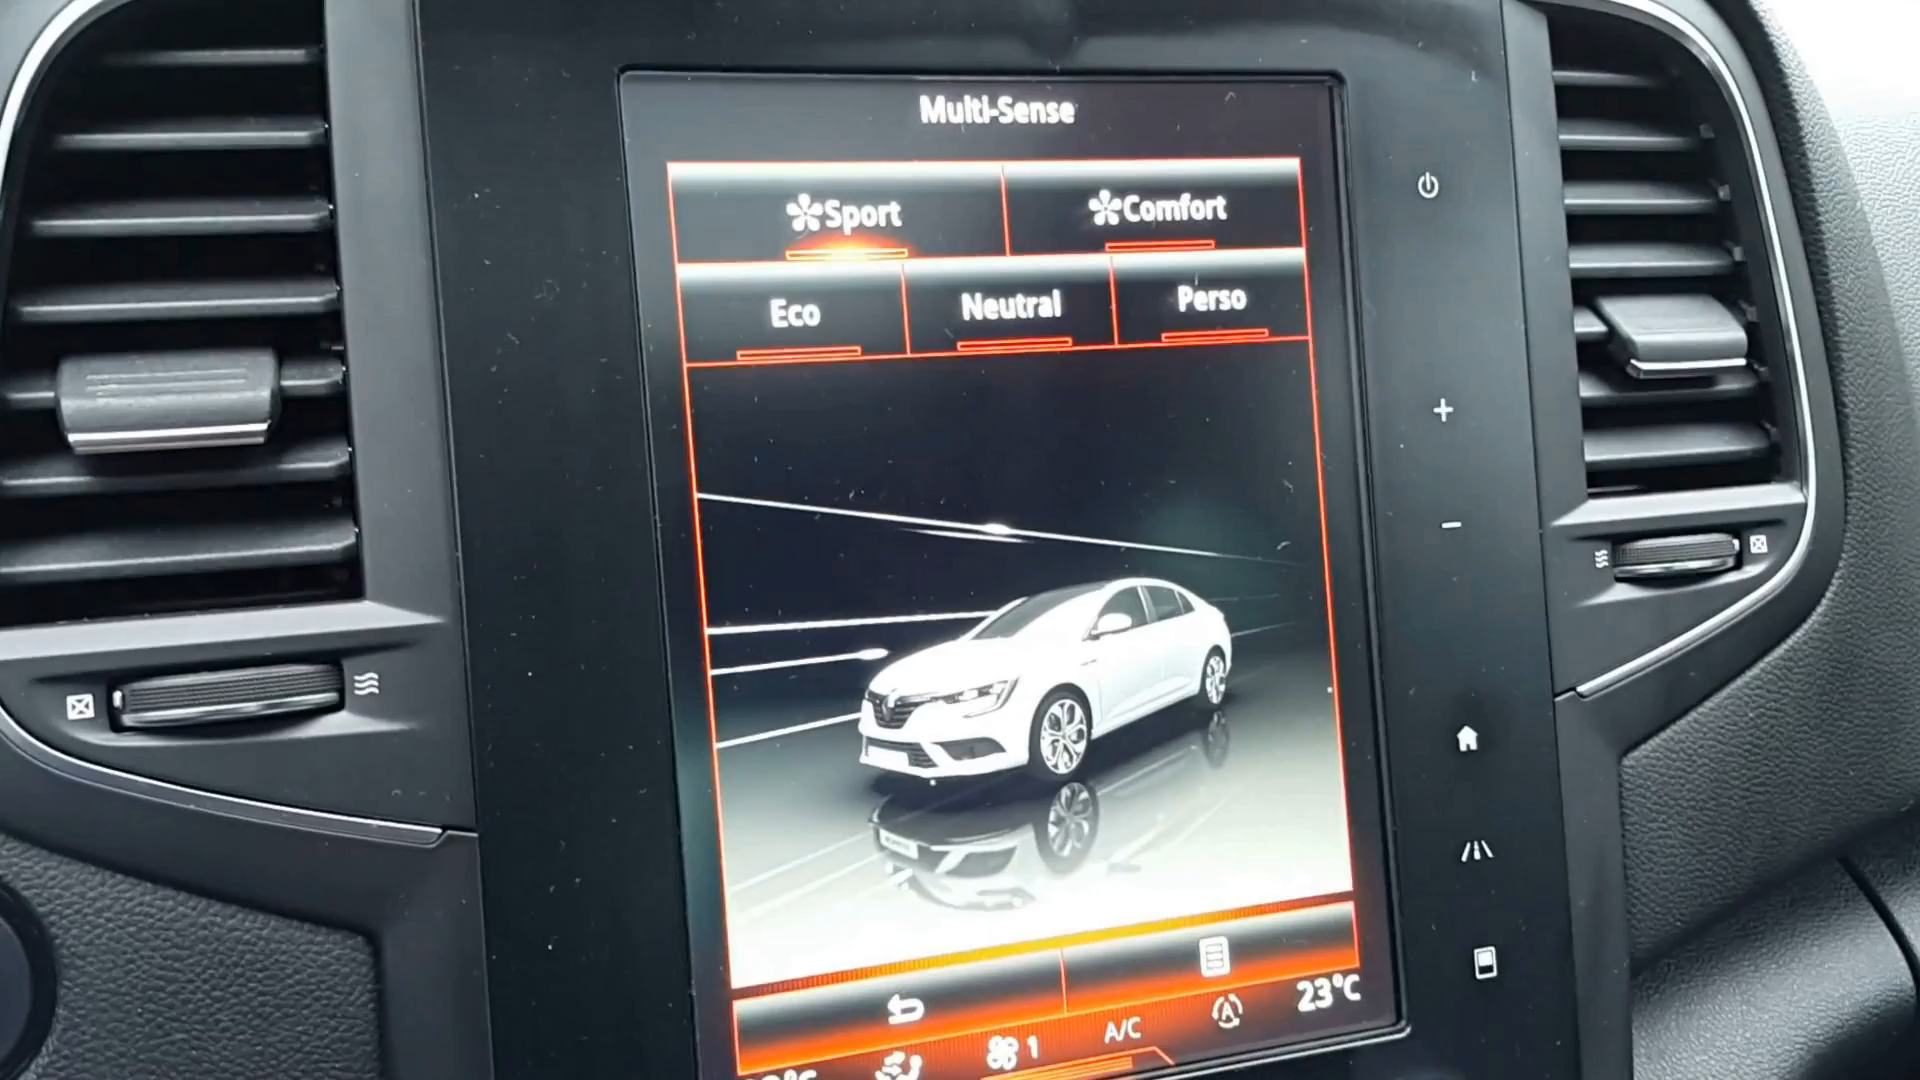 Multi-Sense
Sport Comfort
Eco Neutral Perso
1 A/C 23°C